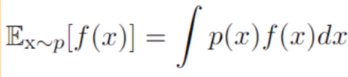 𝔼ₓ∼ₚ[f(x)] = ∫ p(x)f(x)dx